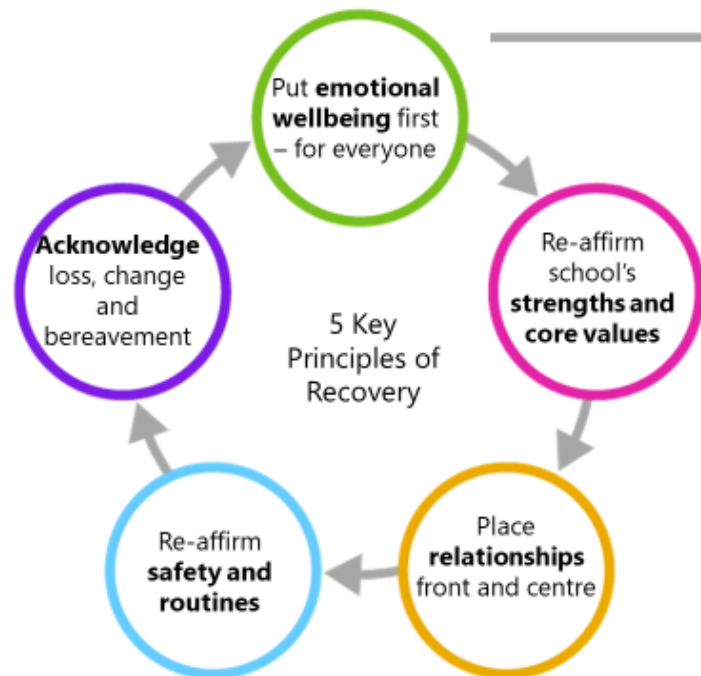 Put emotional
wellbeing first
– for everyone
Re-affirm
school's
strengths and
core values
Place
relationships
front and centre
Re-affirm
safety and
routines
Acknowledge
loss, change
and
bereavement
5 Key
Principles of
Recovery